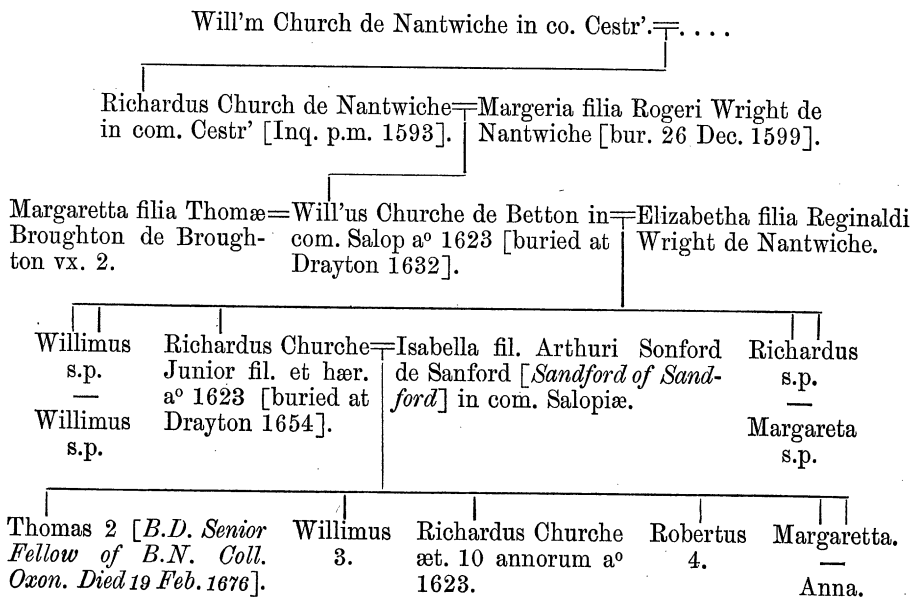 Will'm Church de Nantwiche in co. Cestr'.=. . . .
Richardus Church de Nantwiche=
in com. Cestr' [Inq. p.m. 1593].
Margeria filia Rogeri Wright de
Nantwiche [bur. 26 Dec. 1599].
Margaretta filia Thomæ=
Broughton de Brough-
ton vx. 2.
Will'us Churche de Betton in=
com. Salop aº 1623 [buried at
Drayton 1632].
Elizabetha filia Reginaldi
Wright de Nantwiche.
Willimus
s.p.
—
Willimus
s.p.
Richardus Churche=
Junior fil. et hær.
aº 1623 [buried at
Drayton 1654].
Isabella fil. Arthuri Sonford
de Sanford [Sandford of Sand-
ford] in com. Salopiæ.
Richardus
s.p.
—
Margareta
s.p.
Thomas 2 [B.D. Senior
Fellow of B.N. Coll.
Oxon. Died 19 Feb. 1676].
Willimus
3.
Richardus Churche
æt. 10 annorum aº
1623.
Robertus
4.
Margaretta.
—
Anna.